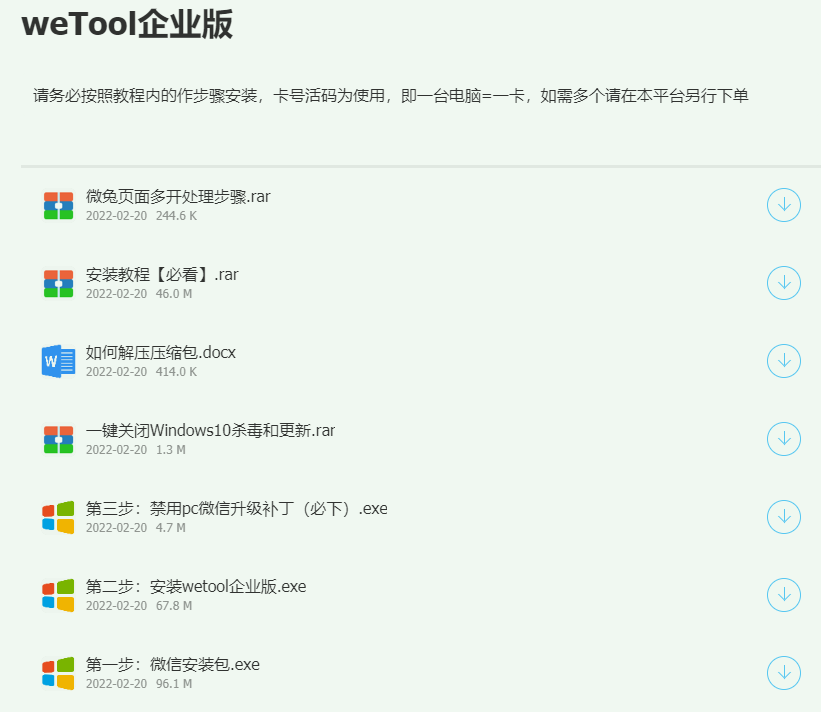 weTool企业版
请务必按照教程内的作步骤安装，卡号活码为使用，即一台电脑=一卡，如需多个请在本平台另行下单
微兔页面多开处理步骤.rar
2022-02-20 244.6 K
安装教程【必看】.rar
2022-02-20 46.0 M
如何解压压缩包.docx
2022-02-20 414.0 K
一键关闭Windows10杀毒和更新.rar
2022-02-20 1.3 M
第三步：禁用pc微信升级补丁（必下）.exe
2022-02-20 4.7 M
第二步：安装wetool企业版.exe
2022-02-20 67.8 M
第一步：微信安装包.exe
2022-02-20 96.1 M